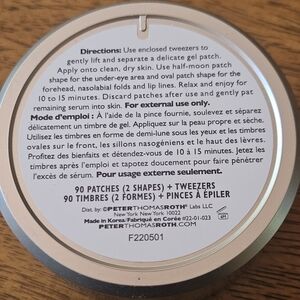 Directions: Use enclosed tweezers to
gently lift and separate a delicate gel patch.
Apply onto clean, dry skin. Use half-moon patch
shape for the under-eye area and oval patch shape for the
forehead, nasolabial folds and lip lines. Relax and enjoy for
10 to 15 minutes. Discard patches after use and gently pat
remaining serum into skin. For external use only.
Mode d'emploi : À l'aide de la pince fournie, soulevez et séparez
délicatement un timbre de gel. Appliquez sur la peau propre et sèche.
Utilisez les timbres en forme de demi-lune sous les yeux et les timbres
ovales sur le front, les sillons nasogéniens et le haut des lèvres.
Profitez des bienfaits et détendez-vous de 10 à 15 minutes. Jetez les
timbres après usage et tapotez doucement pour faire pénétrer
l'excès de sérum. Pour usage externe seulement.
90 PATCHES (2 SHAPES) + TWEEZERS
90 TIMBRES (2 FORMES) + PINCES À ÉPILER
Dist. by ©PETERTHOMASROTH Labs LLC
New York New York 10022
Made in Korea/Fabriqué en Corée #22-01-023
PETERTHOMASROTH.COM
F220501